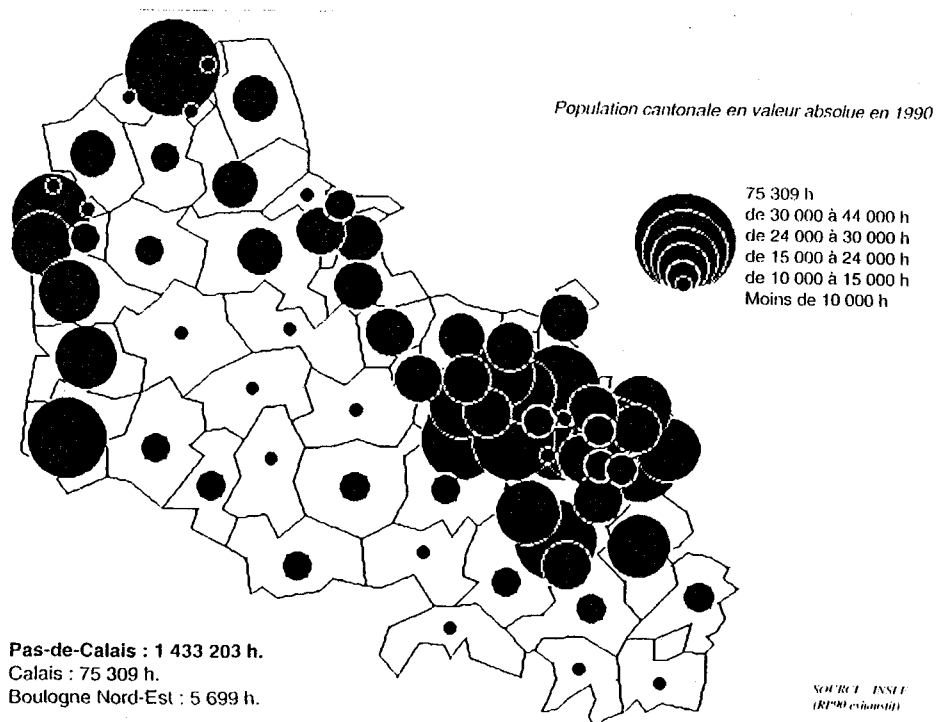 Population cantonale en valeur absolue en 1990
75 309 h
de 30 000 à 44 000 h
de 24 000 à 30 000 h
de 15 000 à 24 000 h
de 10 000 à 15 000 h
Moins de 10 000 h
Pas-de-Calais : 1 433 203 h.
Calais : 75 309 h.
Boulogne Nord-Est : 5 699 h.
SOURCE INSEE
(RP90 exhaustif)